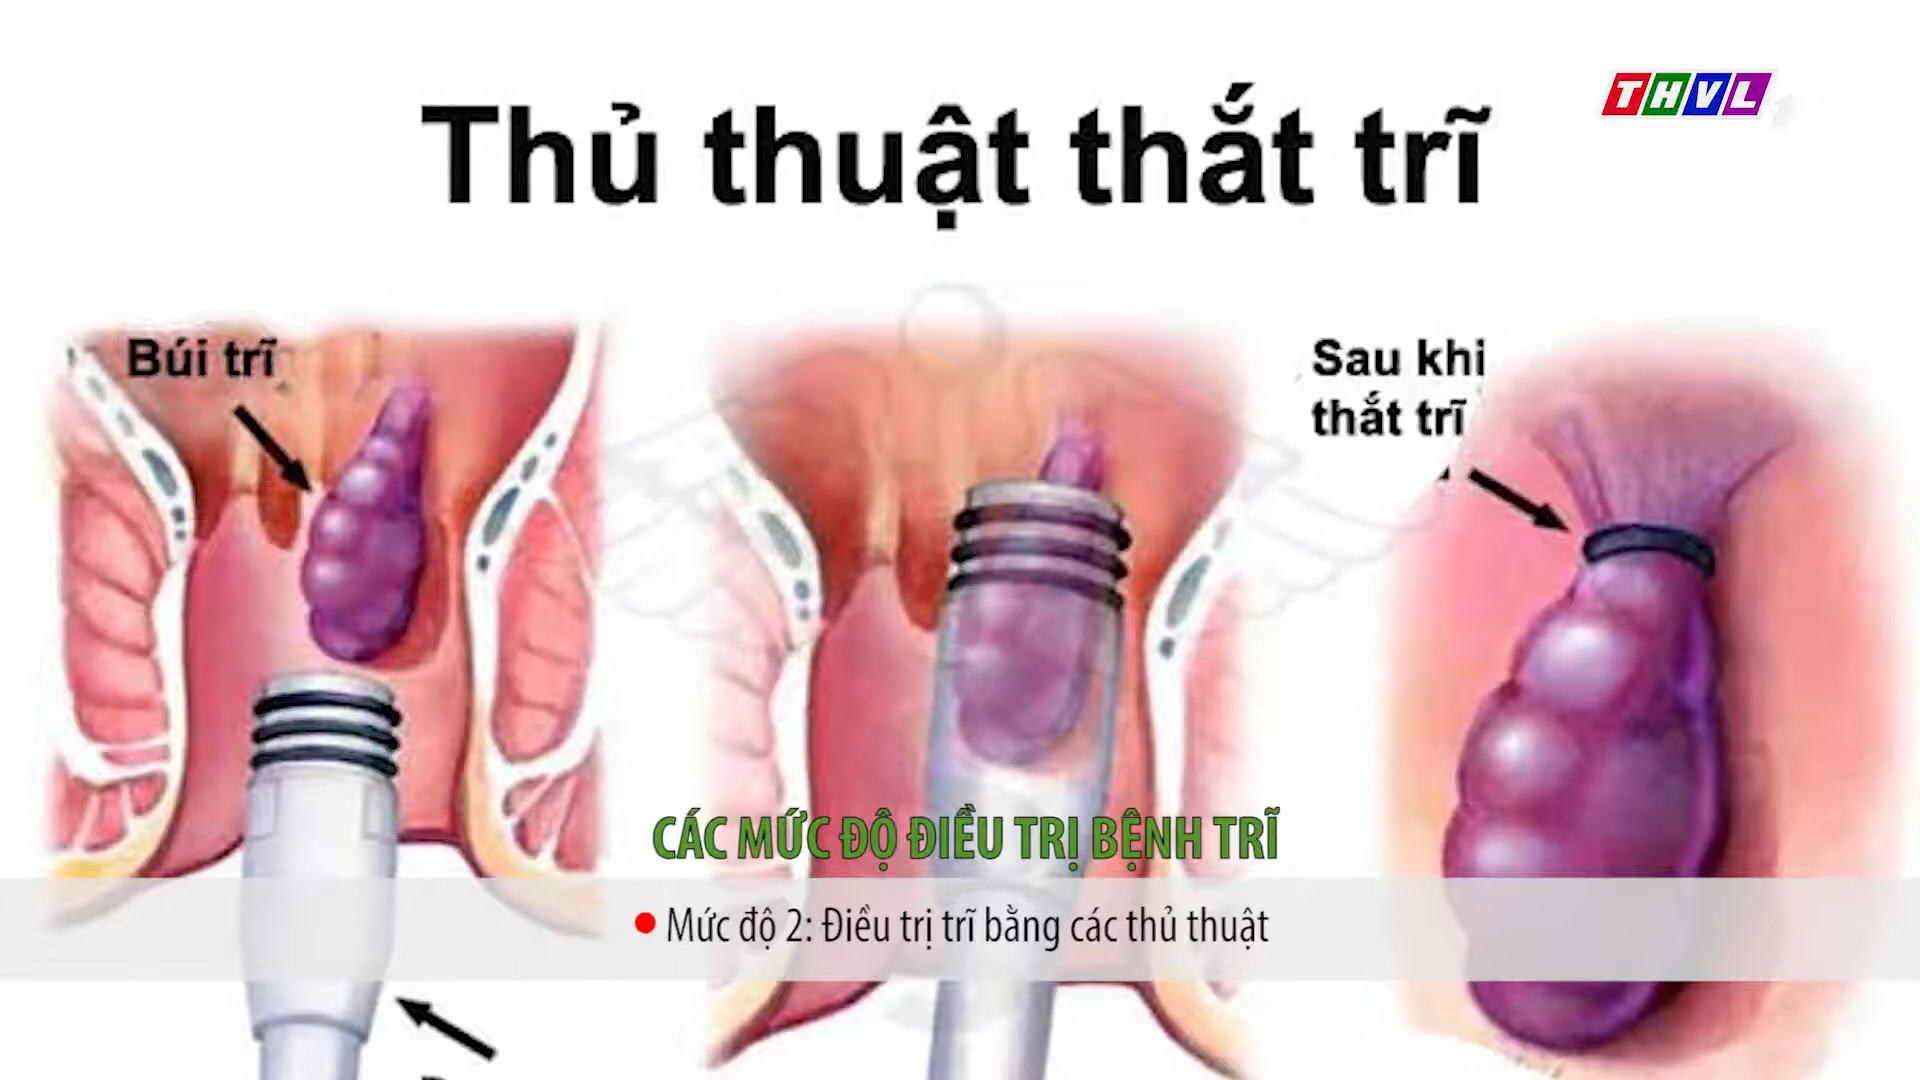 THVL
Thủ thuật thắt trĩ
Búi trĩ
Sau khi
thắt trĩ
CÁC MỨC ĐỘ ĐIỀU TRỊ BỆNH TRĨ
Mức độ 2: Điều trị trĩ bằng các thủ thuật